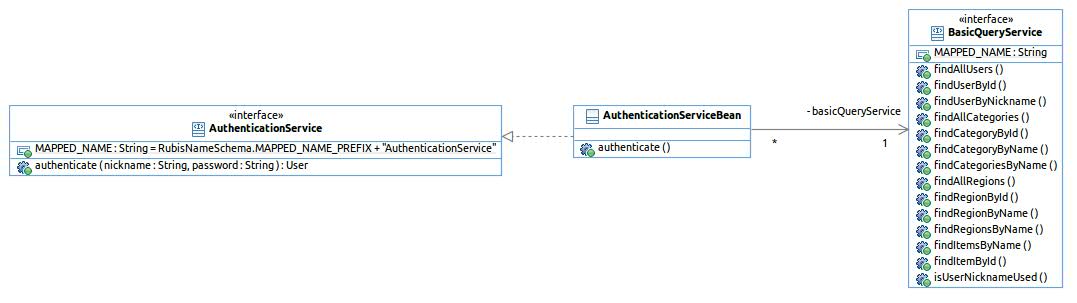 «interface»
AuthenticationService
MAPPED_NAME : String = RubisNameSchema.MAPPED_NAME_PREFIX + "AuthenticationService"
authenticate ( nickname : String, password : String ) : User
AuthenticationServiceBean
authenticate ( )
- basicQueryService
* 1
«interface»
BasicQueryService
MAPPED_NAME : String
findAllUsers ( )
findUserById ( )
findUserByNickname ( )
findAllCategories ( )
findCategoryById ( )
findCategoryByName ( )
findCategoriesByName ( )
findAllRegions ( )
findRegionById ( )
findRegionByName ( )
findRegionsByName ( )
findItemsByName ( )
findItemById ( )
isUserNicknameUsed ( )